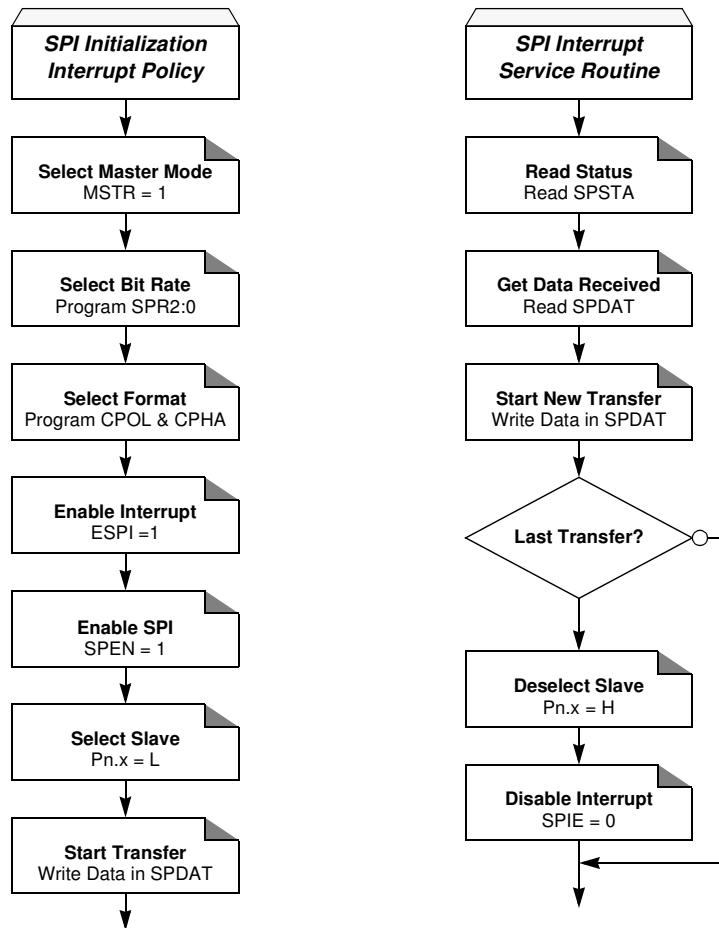 SPI Initialization
Interrupt Policy
Select Master Mode
MSTR = 1
Select Bit Rate
Program SPR2:0
Select Format
Program CPOL & CPHA
Enable Interrupt
ESPI =1
Enable SPI
SPEN = 1
Select Slave
Pn.x = L
Start Transfer
Write Data in SPDAT
SPI Interrupt
Service Routine
Read Status
Read SPSTA
Get Data Received
Read SPDAT
Start New Transfer
Write Data in SPDAT
Last Transfer?
Deselect Slave
Pn.x = H
Disable Interrupt
SPIE = 0